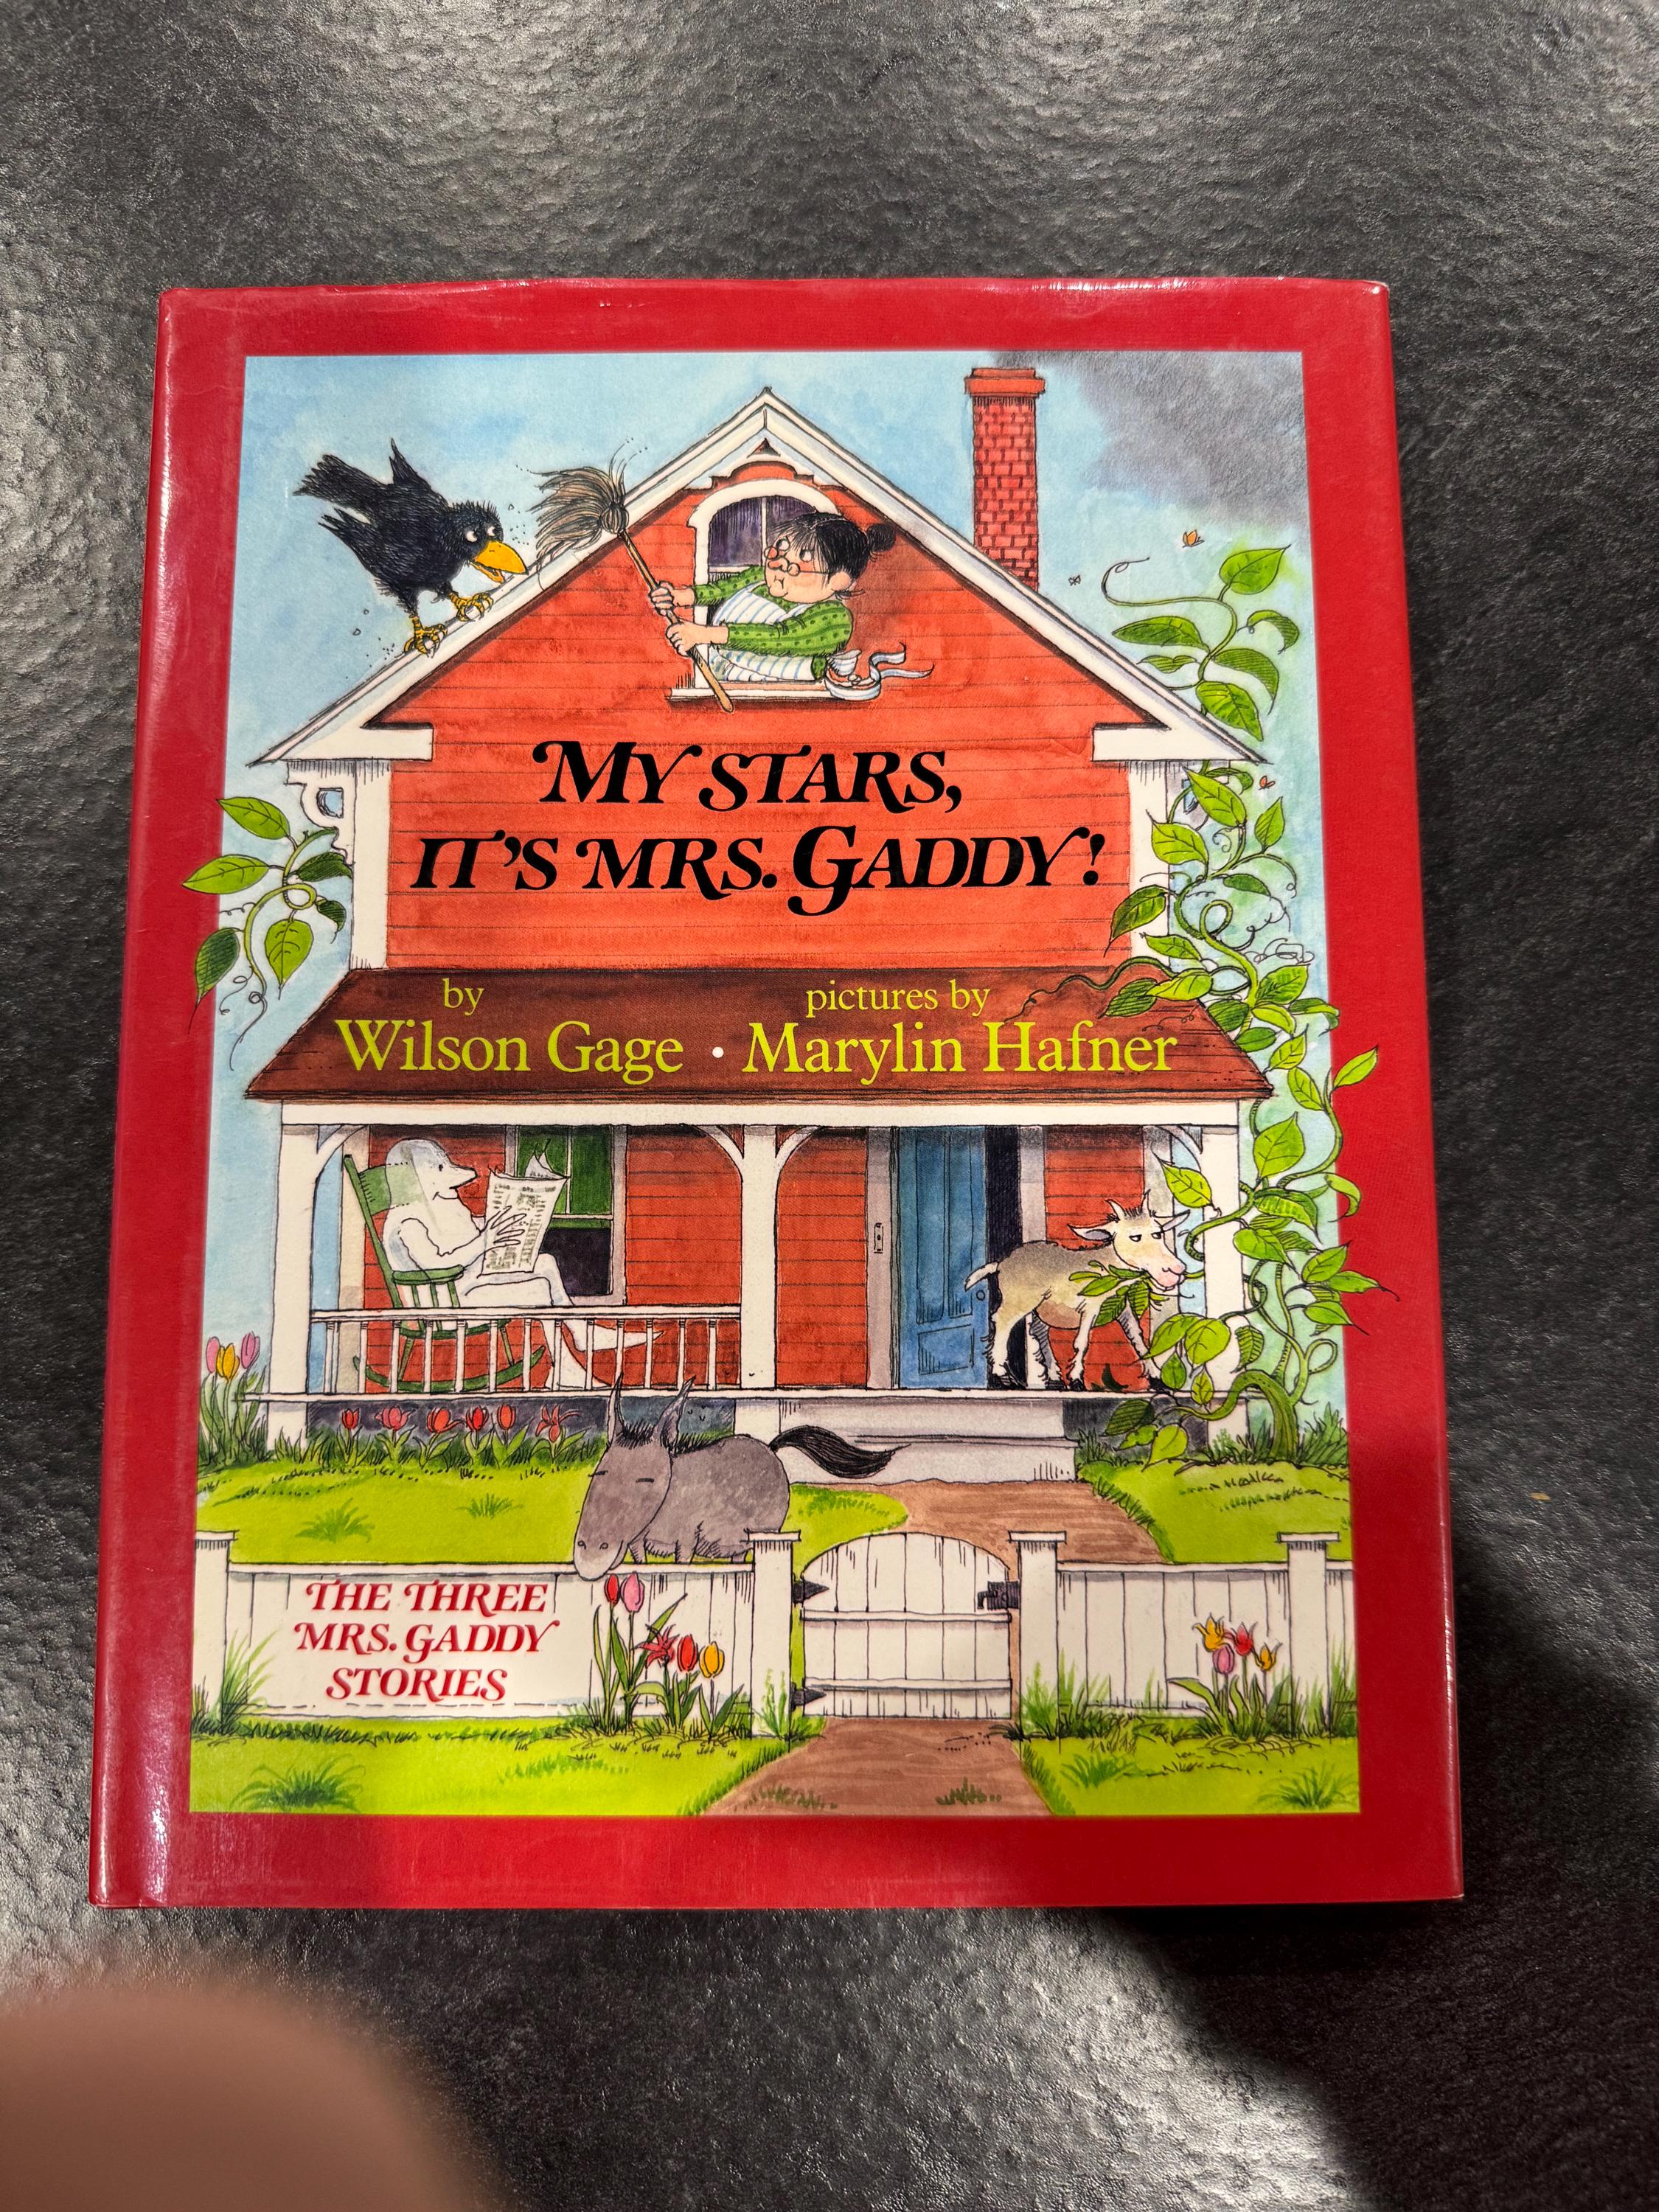 MY STARS,
IT'S MRS. GADDY!
by
Wilson Gage
pictures by
Marylin Hafner
THE THREE
MRS. GADDY
STORIES